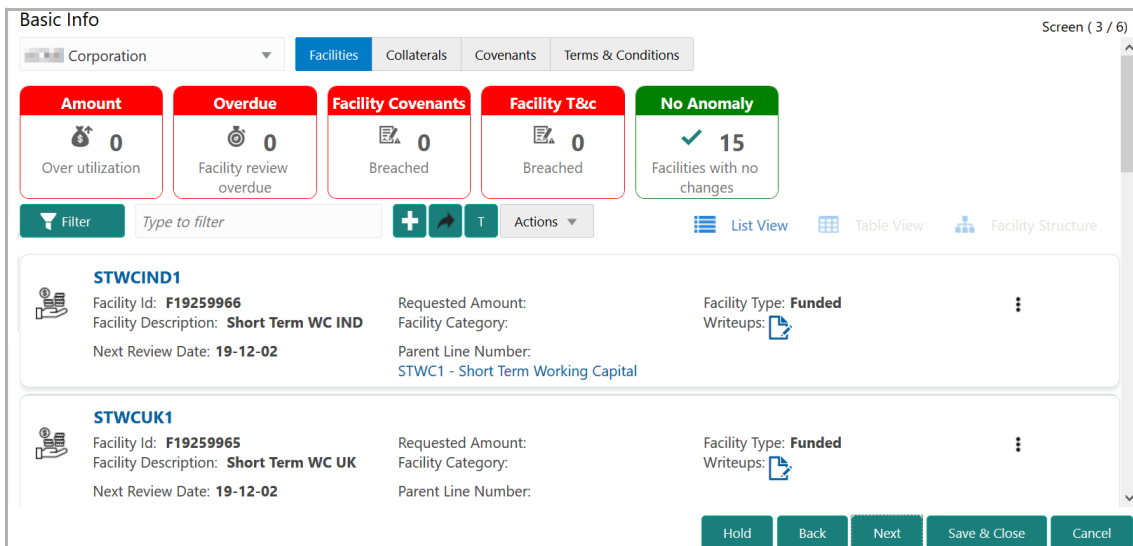 Basic Info
Screen ( 3 / 6)
Corporation
Facilities
Collaterals
Covenants
Terms & Conditions
Amount
0
Over utilization
Overdue
0
Facility review
overdue
Facility Covenants
0
Breached
Facility T&c
0
Breached
No Anomaly
15
Facilities with no
changes
Filter
Type to filter
T
Actions
List View
Table View
Facility Structure
STWCIND1
Facility Id: F19259966
Requested Amount:
Facility Type: Funded
Facility Description: Short Term WC IND
Facility Category:
Writeups:
Next Review Date: 19-12-02
Parent Line Number:
STWC1 - Short Term Working Capital
STWCUK1
Facility Id: F19259965
Requested Amount:
Facility Type: Funded
Facility Description: Short Term WC UK
Facility Category:
Writeups:
Next Review Date: 19-12-02
Parent Line Number:
Hold
Back
Next
Save & Close
Cancel